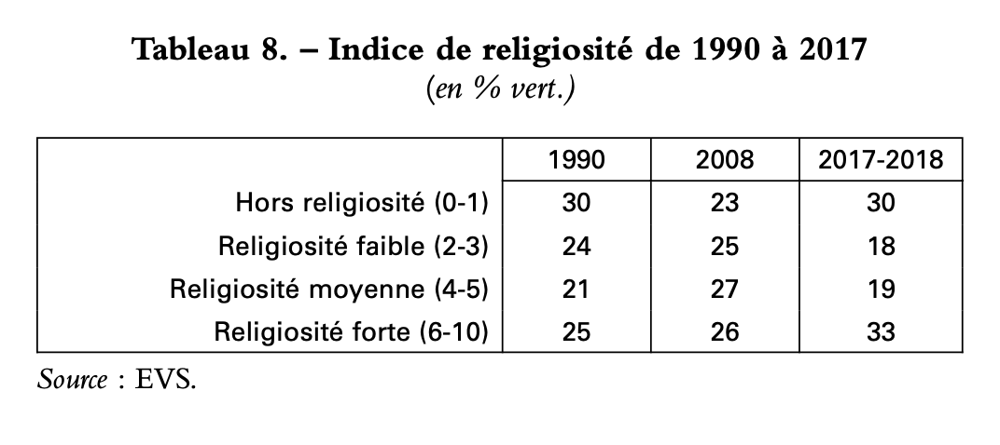 Tableau 8. – Indice de religiosité de 1990 à 2017
(en % vert.)
1990 2008 2017-2018
Hors religiosité (0-1) 30 23 30
Religiosité faible (2-3) 24 25 18
Religiosité moyenne (4-5) 21 27 19
Religiosité forte (6-10) 25 26 33
Source : EVS.